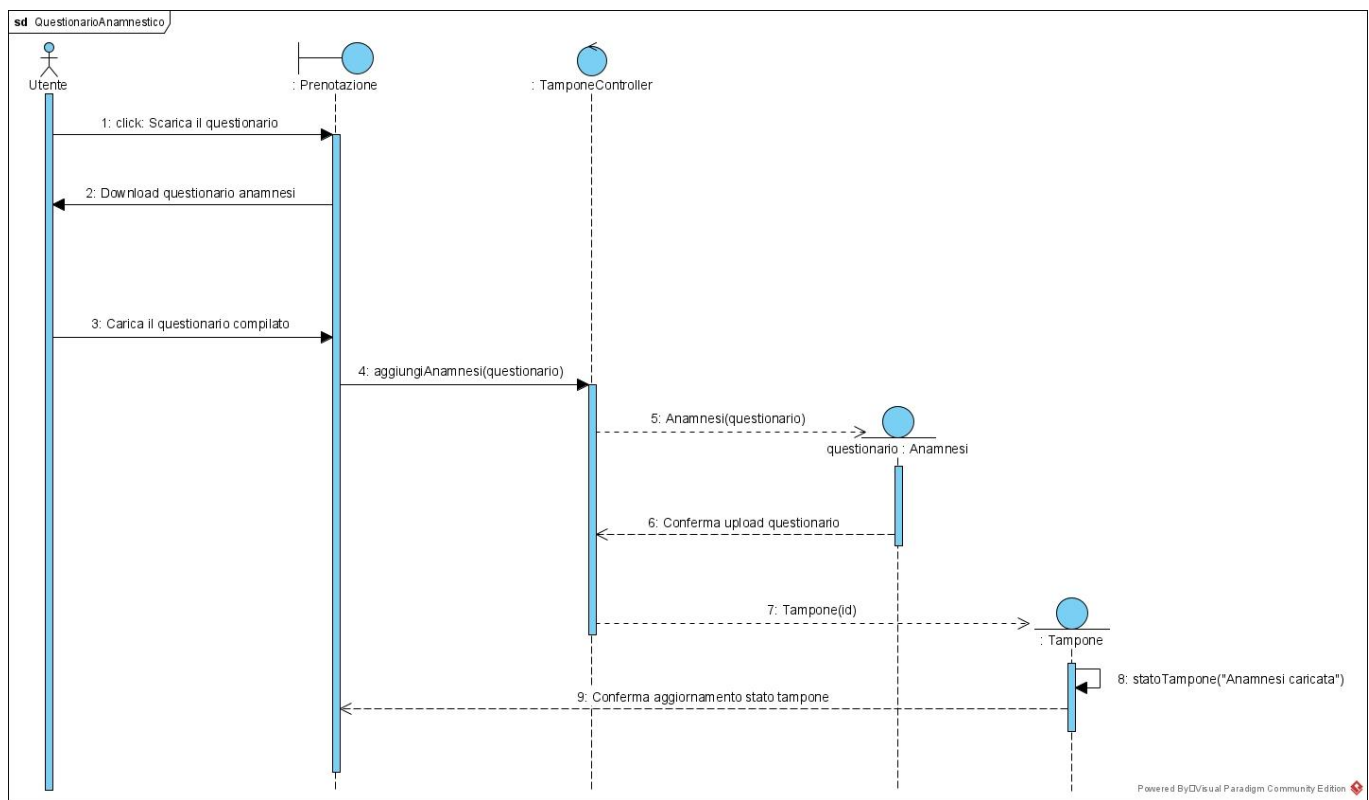 sd QuestionarioAnamnestico
Utente
: Prenotazione
: TamponeController
1: click: Scarica il questionario
2: Download questionario anamnesi
3: Carica il questionario compilato
4: aggiungiAnamnesi(questionario)
5: Anamnesi(questionario)
questionario : Anamnesi
6: Conferma upload questionario
7: Tampone(id)
: Tampone
8: statoTampone("Anamnesi caricata")
9: Conferma aggiornamento stato tampone
Powered By Visual Paradigm Community Edition